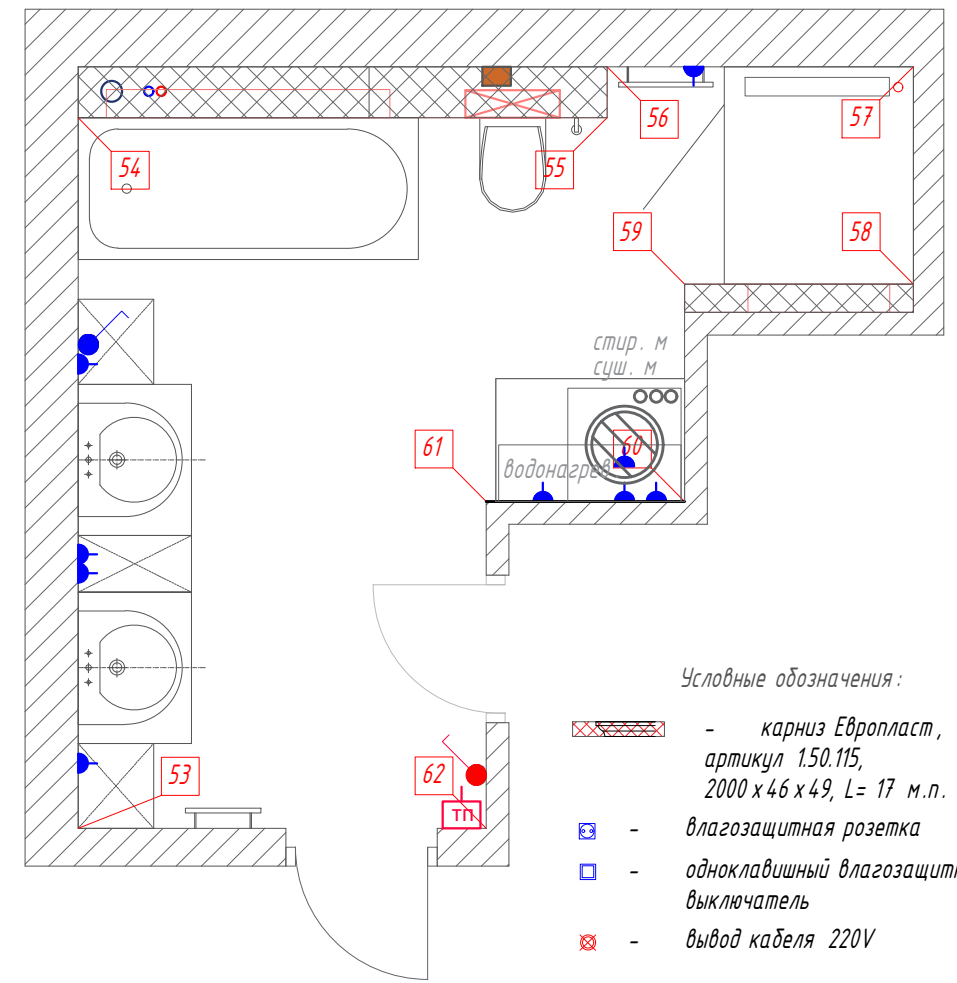 54
55
56
57
59
58
стир. м
суш. м
61
60
водонагрев
53
62
ТП
Условные обозначения:
- карниз Европласт,
артикул 1.50.115,
2000 х 46 х 49, L= 17 м.п.
- влагозащитная розетка
- одноклавишный влагозащитн
выключатель
- вывод кабеля 220V